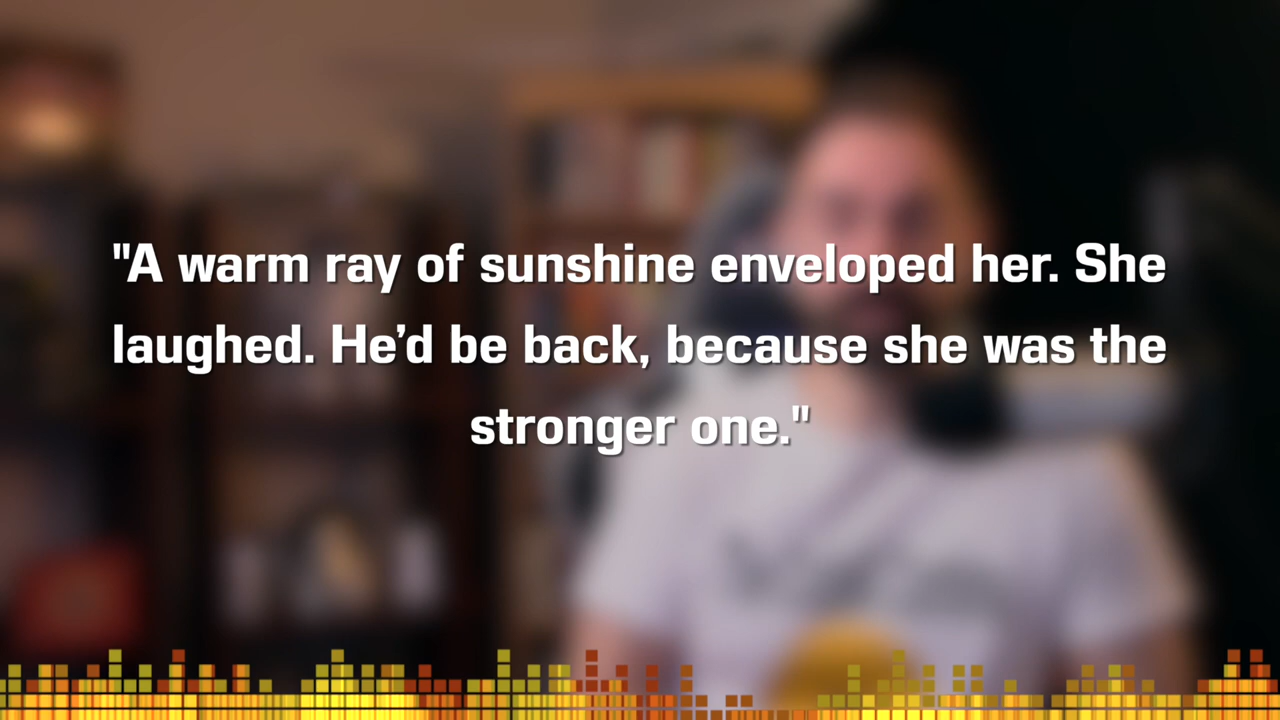 "A warm ray of sunshine enveloped her. She
laughed. He’d be back, because she was the
stronger one."